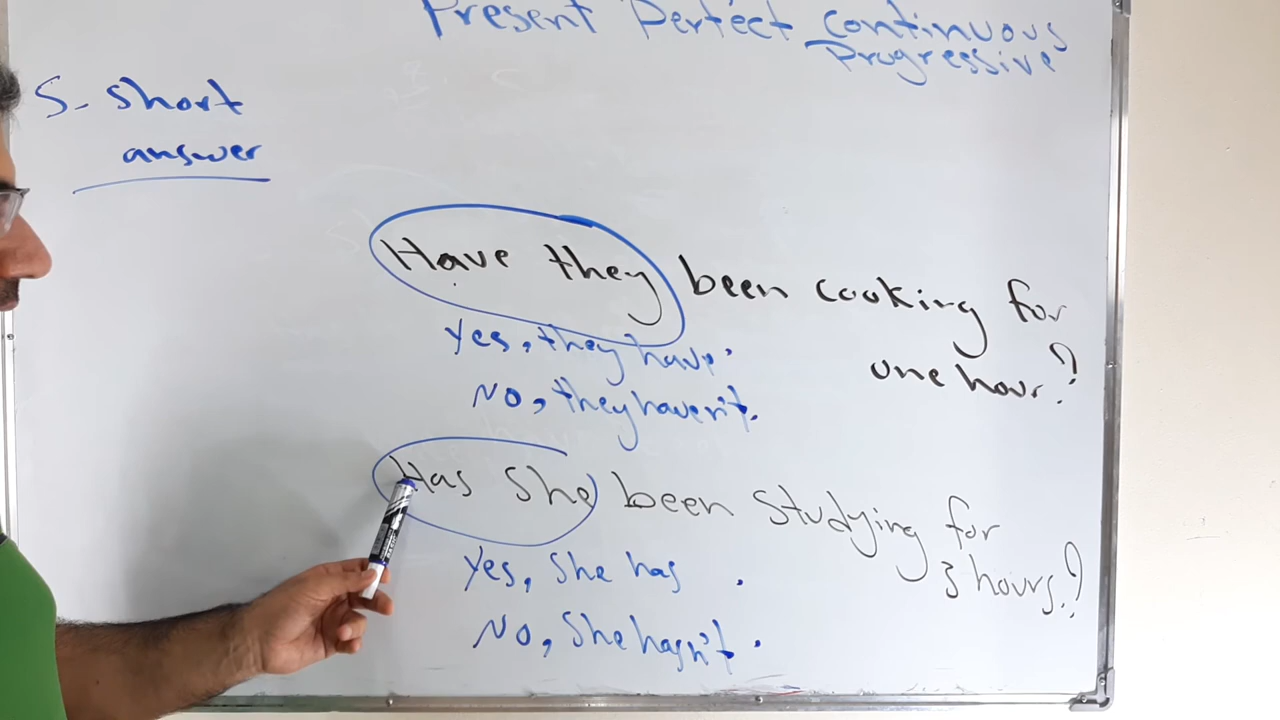 Present Perfect continuous
Progressive
5- short
answer
Have they been cooking for
one hour?
Yes, they have.
No, they haven't.
Has she been studying for
3 hours?
Yes, she has.
No, she hasn't.